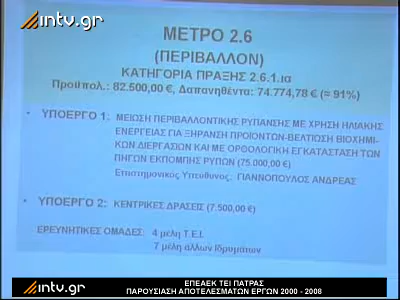 intv.gr
ΜΕΤΡΟ 2.6
(ΠΕΡΙΒΑΛΛΟΝ)
ΚΑΤΗΓΟΡΙΑ ΠΡΑΞΗΣ 2.6.1.ια
Προϋπολ.: 82.500,00 €, Δαπανηθέντα: 74.774,78 € (≈ 91%)
• ΥΠΟΕΡΓΟ 1: ΜΕΙΩΣΗ ΠΕΡΙΒΑΛΛΟΝΤΙΚΗΣ ΡΥΠΑΝΣΗΣ ΜΕ ΧΡΗΣΗ ΗΛΙΑΚΗΣ
ΕΝΕΡΓΕΙΑΣ ΓΙΑ ΞΗΡΑΝΣΗ ΠΡΟΪΟΝΤΩΝ-ΒΕΛΤΙΩΣΗ ΒΙΟΧΗΜΙ-
ΚΩΝ ΔΙΕΡΓΑΣΙΩΝ ΚΑΙ ΜΕ ΟΡΘΟΛΟΓΙΚΗ ΕΓΚΑΤΑΣΤΑΣΗ ΤΩΝ
ΠΗΓΩΝ ΕΚΠΟΜΠΗΣ ΡΥΠΩΝ (75.000,00 €)
Επιστημονικός Υπεύθυνος: ΓΙΑΝΝΟΠΟΥΛΟΣ ΑΝΔΡΕΑΣ
• ΥΠΟΕΡΓΟ 2: ΚΕΝΤΡΙΚΕΣ ΔΡΑΣΕΙΣ (7.500,00 €)
ΕΡΕΥΝΗΤΙΚΕΣ ΟΜΑΔΕΣ: 4 μέλη Τ.Ε.Ι.
7 μέλη άλλων Ιδρυμάτων
intv.gr
ΕΠΕΑΕΚ ΤΕΙ ΠΑΤΡΑΣ
ΠΑΡΟΥΣΙΑΣΗ ΑΠΟΤΕΛΕΣΜΑΤΩΝ ΕΡΓΩΝ 2000 - 2008